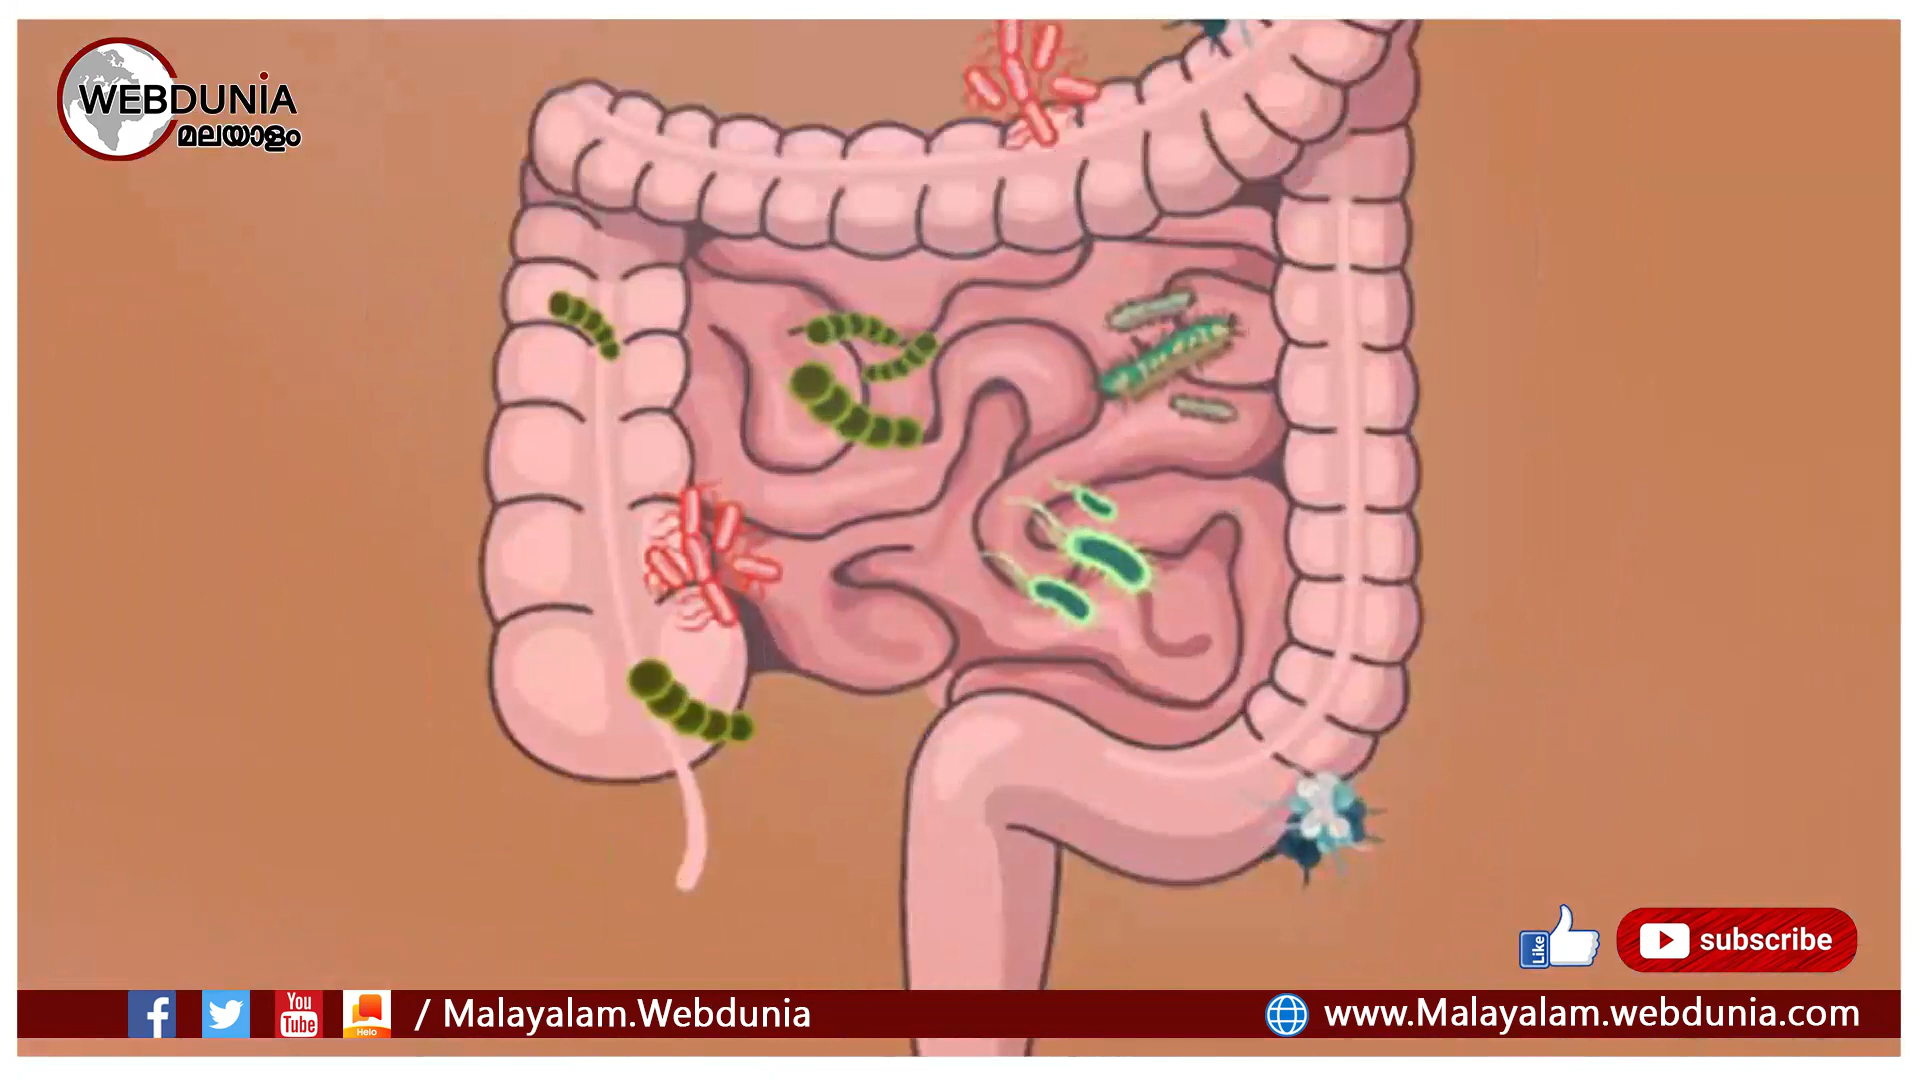 WEBDUNIA
മലയാളം
Like
subscribe
You
Tube
Helo
/ Malayalam.Webdunia
www.Malayalam.webdunia.com